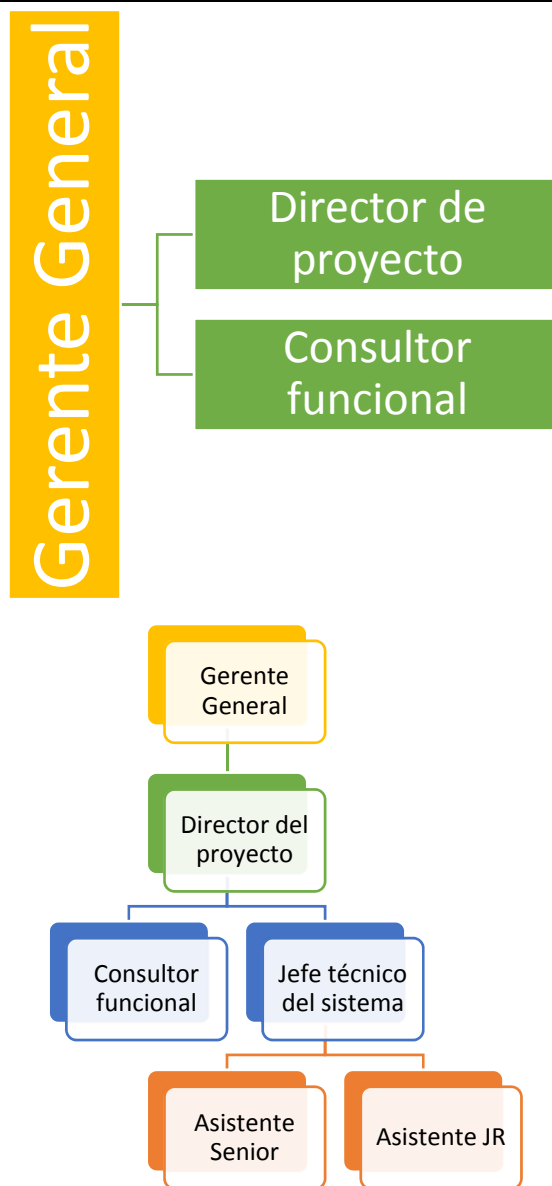 Gerente General
Director de
proyecto
Consultor
funcional
Gerente
General
Director del
proyecto
Consultor
funcional
Jefe técnico
del sistema
Asistente
Senior
Asistente JR